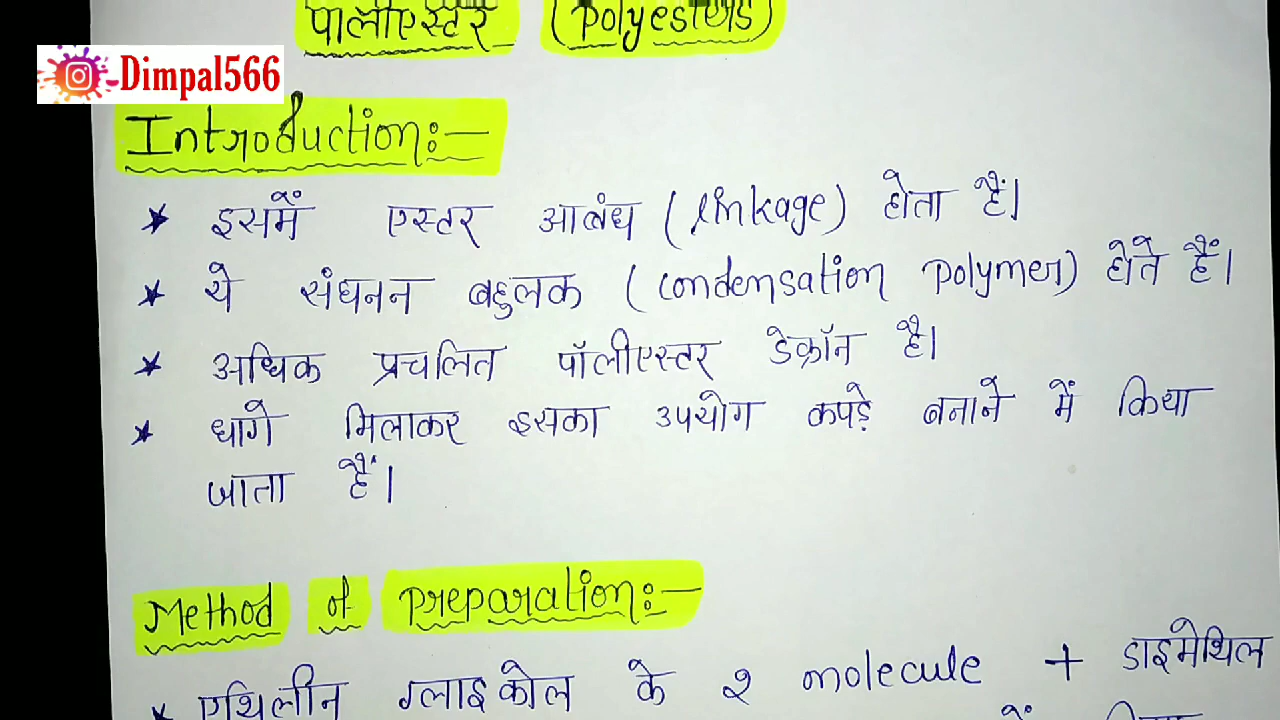 पॉलीएस्टर (Polyesters)
Dimpal566
Introduction:-
* इसमें एस्टर आबंध (linkage) होता हैं।
* ये संघनन बहुलक (condensation polymer) होते हैं।
* अधिक प्रचलित पॉलीएस्टर डेक्रॉन है।
* धागे मिलाकर इसका उपयोग कपड़े बनाने में किया
जाता हैं।
Method of preparation:-
* एथिलीन ग्लाइकोल के २ molecule + डाइमेथिल